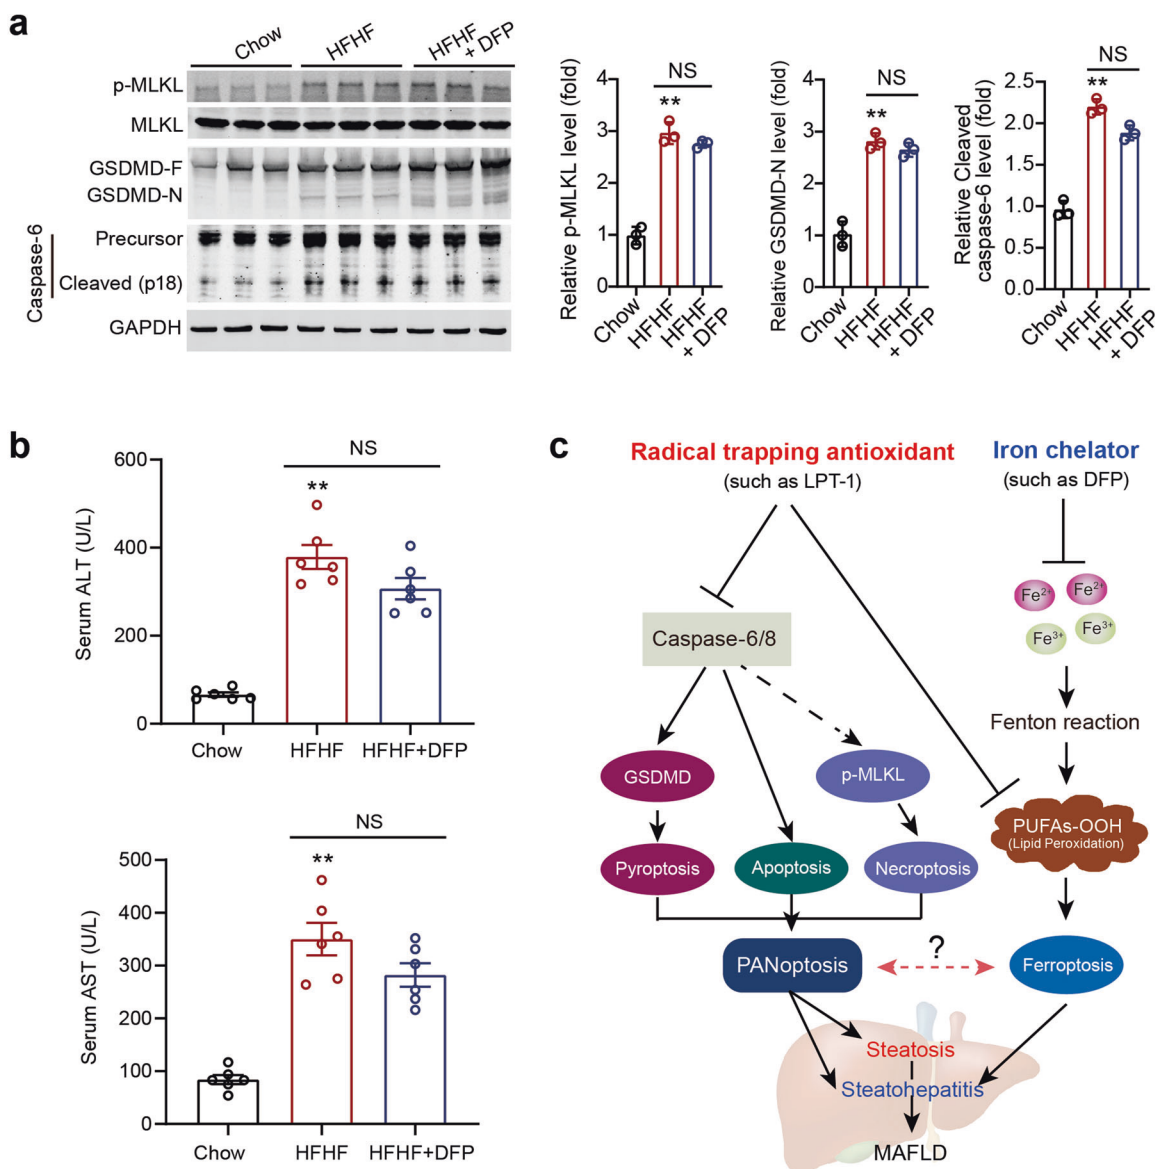 a
Chow
HFHF
HFHF
+ DFP
p-MLKL
MLKL
GSDMD-F
GSDMD-N
Caspase-6
Precursor
Cleaved (p18)
GAPDH
Relative p-MLKL level (fold)
4
3
2
1
0
NS
**
Chow
HFHF
HFHF
+ DFP
Relative GSDMD-N level (fold)
4
3
2
1
0
NS
**
Chow
HFHF
HFHF
+ DFP
Relative Cleaved
caspase-6 level (fold)
2.5
2.0
1.5
1.0
0.5
0.0
NS
**
Chow
HFHF
HFHF
+ DFP
b
Serum ALT (U/L)
600
400
200
0
NS
**
Chow
HFHF
HFHF+DFP
Serum AST (U/L)
500
400
300
200
100
0
NS
**
Chow
HFHF
HFHF+DFP
c
Radical trapping antioxidant
(such as LPT-1)
Iron chelator
(such as DFP)
Fe2+
Fe2+
Fe3+
Fe3+
Caspase-6/8
Fenton reaction
GSDMD
p-MLKL
PUFAs-OOH
(Lipid Peroxidation)
Pyroptosis
Apoptosis
Necroptosis
PANoptosis
?
Ferroptosis
Steatosis
Steatohepatitis
MAFLD